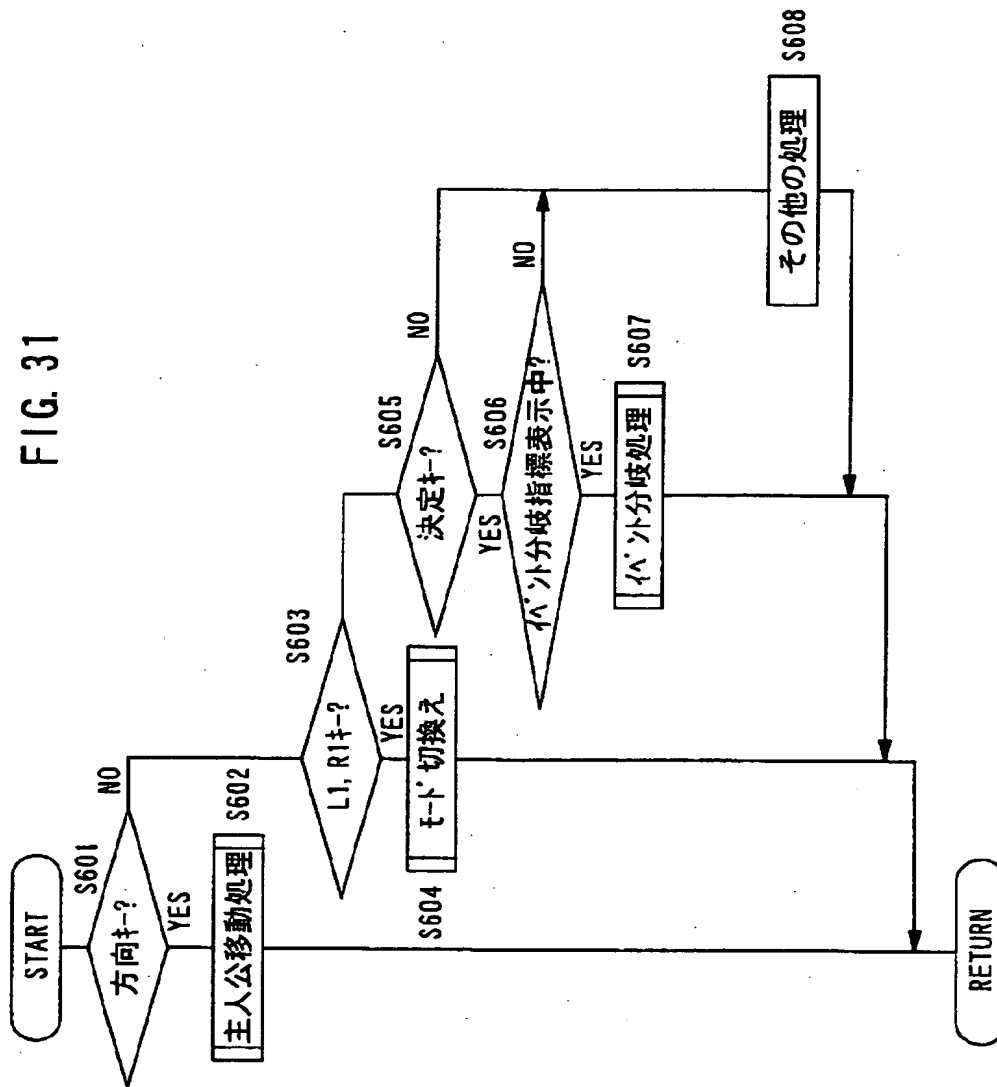 FIG. 31
START
方向キー?
S601
NO
YES
主人公移動処理
S602
L1, R1キー?
S603
YES
モード切換え
S604
決定キー?
S605
NO
YES
イベント分岐指標表示中?
S606
NO
YES
イベント分岐処理
S607
その他の処理
S608
RETURN